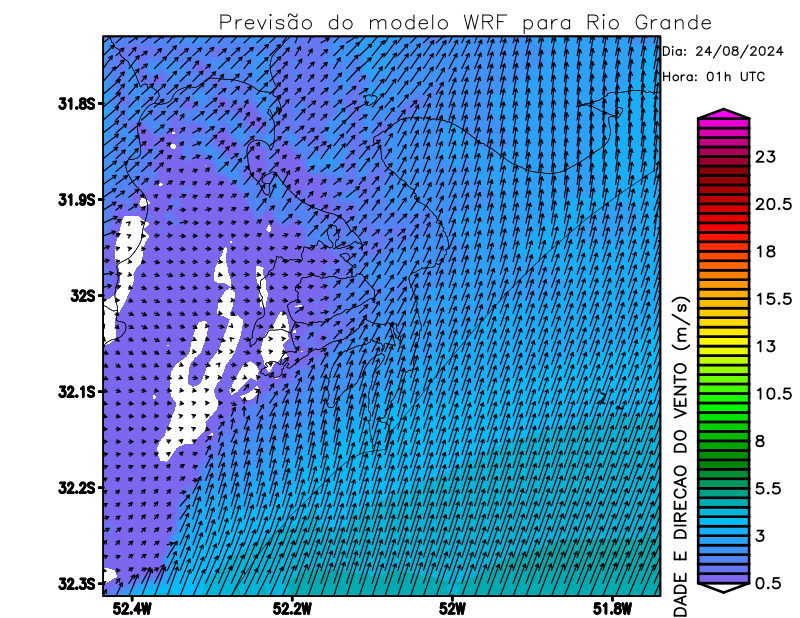 Previsão do modelo WRF para Rio Grande
Dia: 24/08/2024
Hora: 01h UTC
31.8S
31.9S
32S
32.1S
32.2S
32.3S
52.4W
52.2W
52W
51.8W
23
20.5
18
15.5
13
10.5
8
5.5
3
0.5
DADE E DIRECAO DO VENTO (m/s)